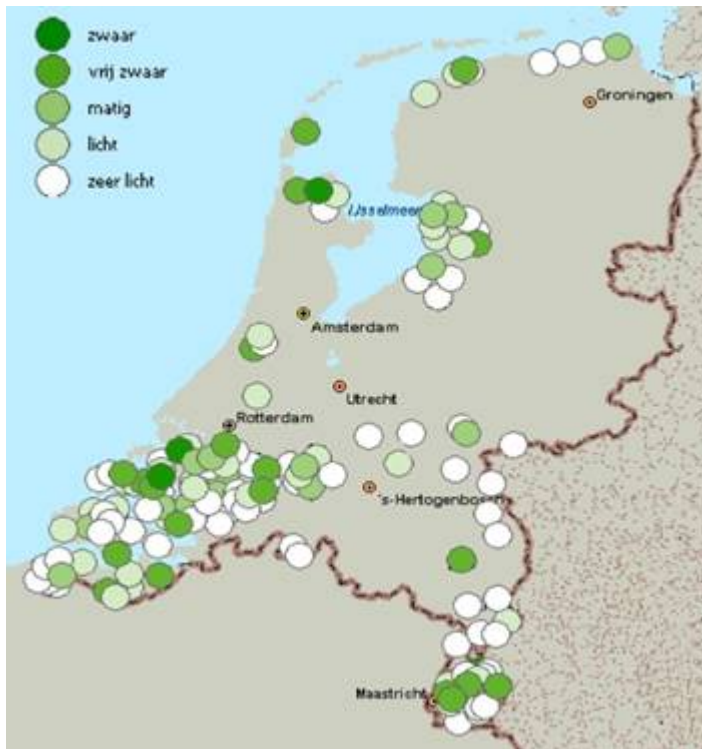 zwaar
vrij zwaar
matig
licht
zeer licht
Groningen
IJsselmeer
Amsterdam
Utrecht
Rotterdam
's-Hertogenbosch
Maastricht